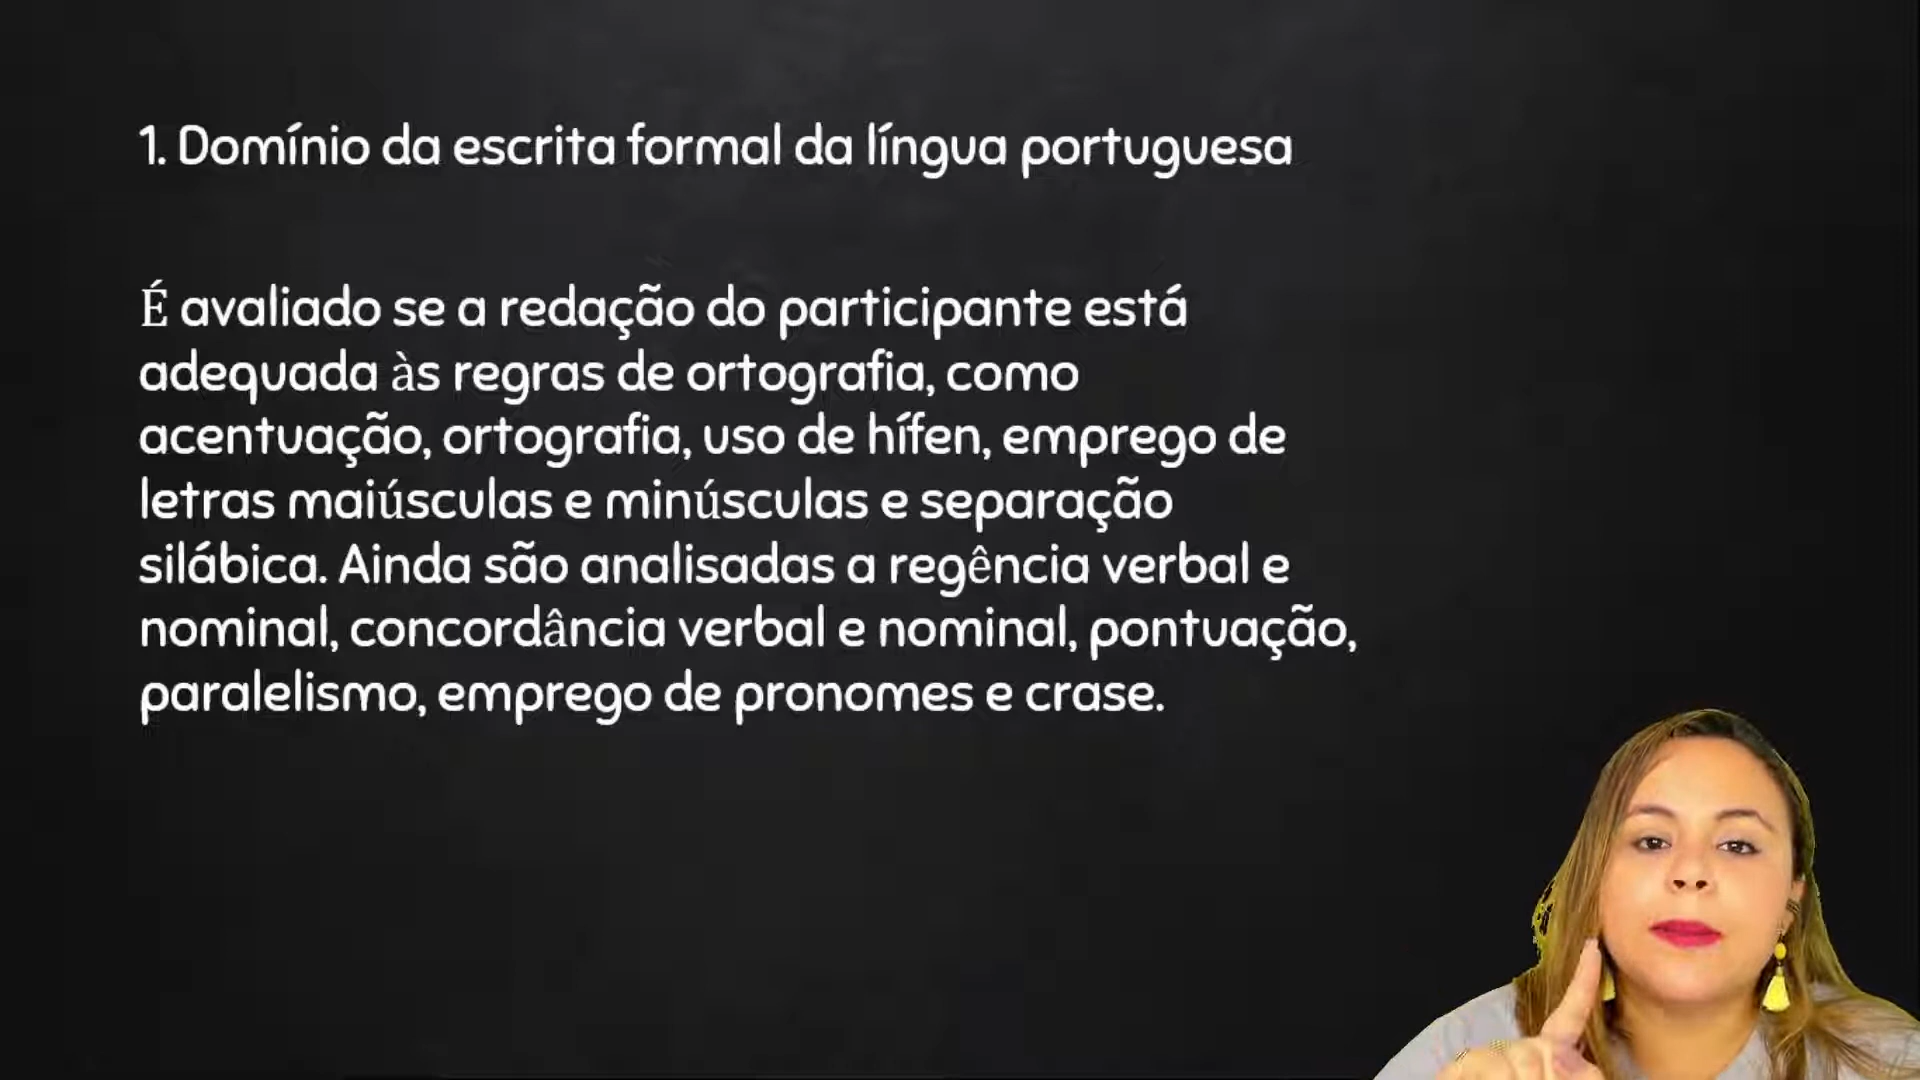 1. Domínio da escrita formal da língua portuguesa
É avaliado se a redação do participante está
adequada às regras de ortografia, como
acentuação, ortografia, uso de hífen, emprego de
letras maiúsculas e minúsculas e separação
silábica. Ainda são analisadas a regência verbal e
nominal, concordância verbal e nominal, pontuação,
paralelismo, emprego de pronomes e crase.